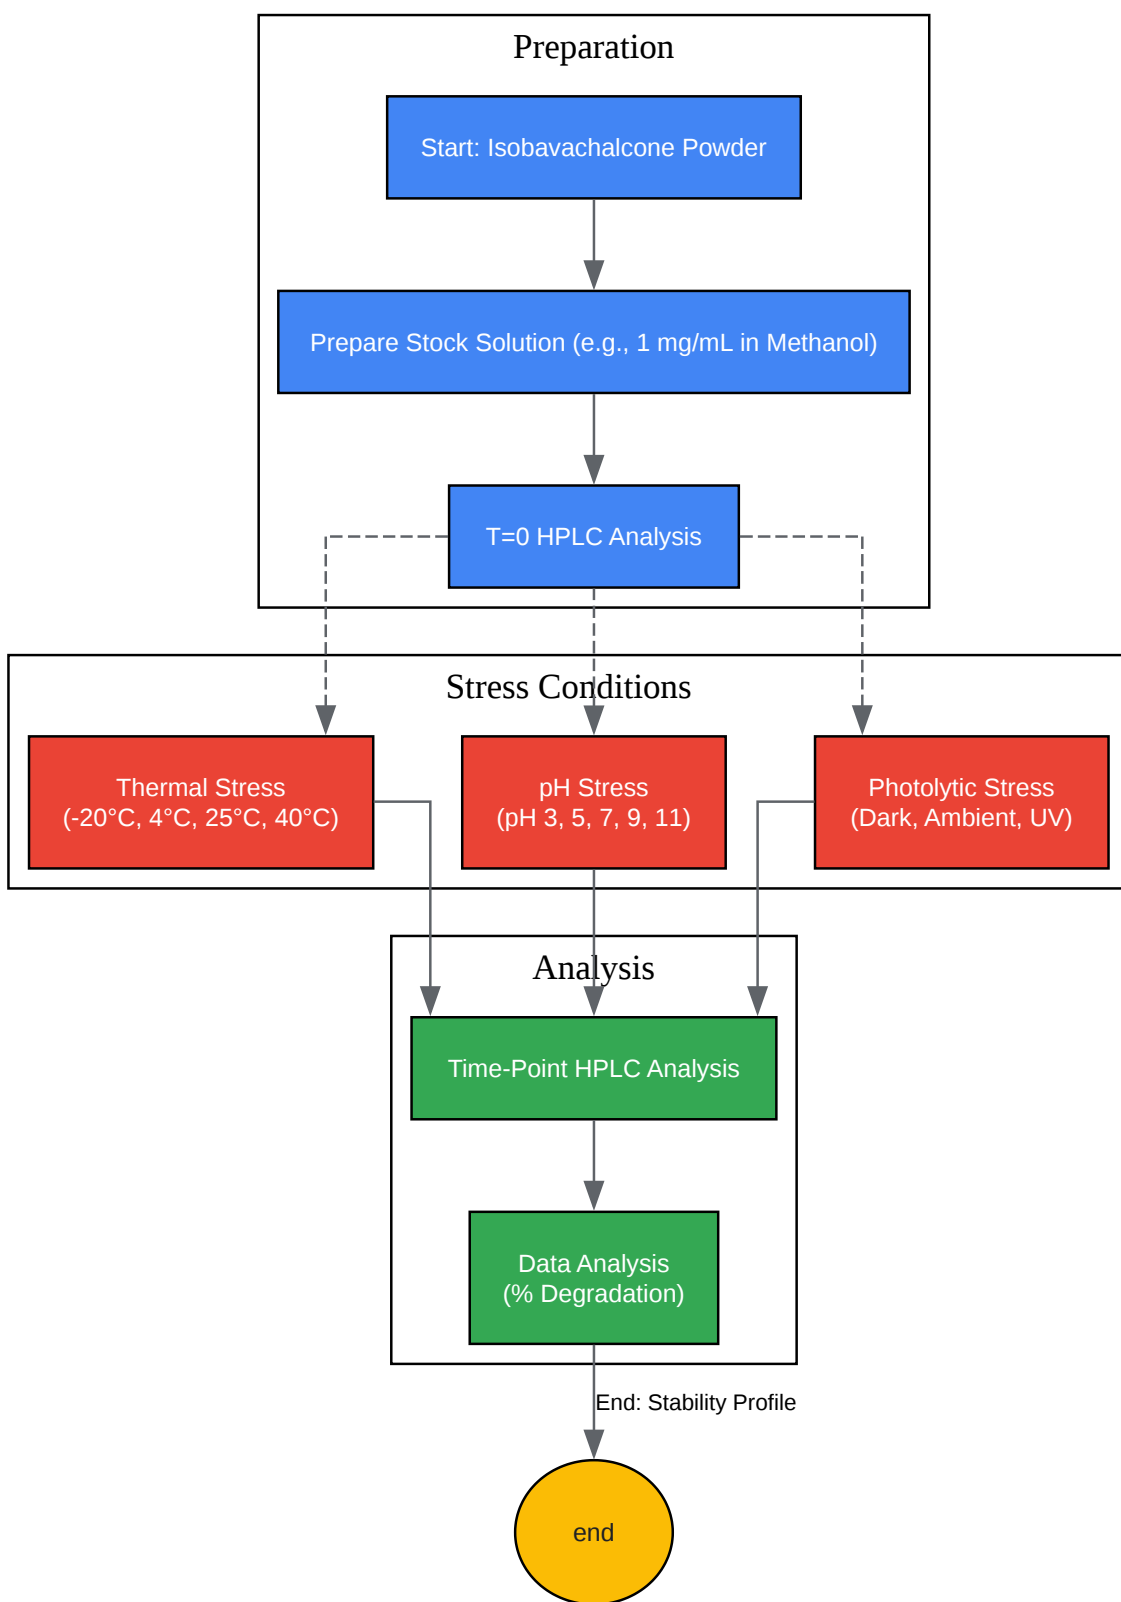 Preparation
Start: Isobavachalcone Powder
Prepare Stock Solution (e.g., 1 mg/mL in Methanol)
T=0 HPLC Analysis
Stress Conditions
Thermal Stress
(-20°C, 4°C, 25°C, 40°C)
pH Stress
(pH 3, 5, 7, 9, 11)
Photolytic Stress
(Dark, Ambient, UV)
Analysis
Time-Point HPLC Analysis
Data Analysis
(% Degradation)
End: Stability Profile
end